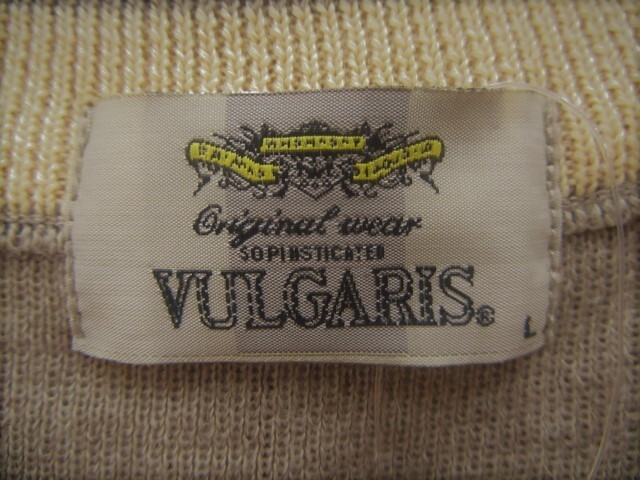 Original wear
SOPHISTICATED
VULGARIS®
L